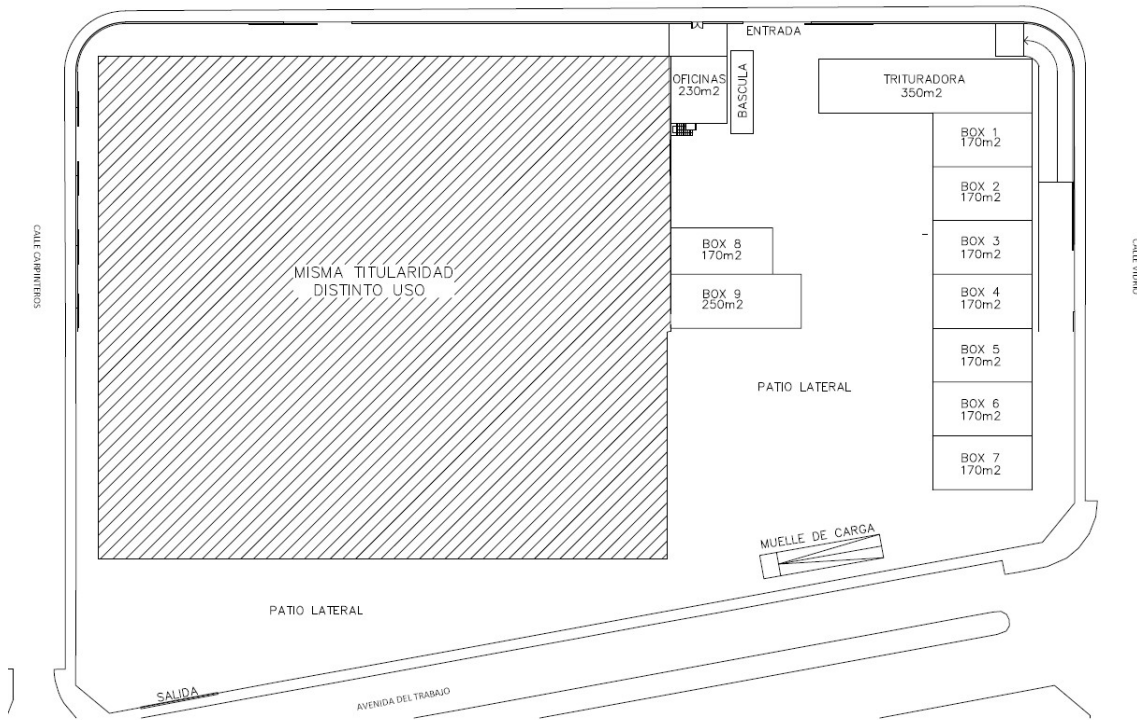 ENTRADA
OFICINAS
230m2
BASCULA
TRITURADORA
350m2
BOX 1
170m2
BOX 2
170m2
BOX 3
170m2
BOX 4
170m2
BOX 5
170m2
BOX 6
170m2
BOX 7
170m2
BOX 8
170m2
BOX 9
250m2
MISMA TITULARIDAD
DISTINTO USO
CALLE CARPINTEROS
CALLE VIDRIO
PATIO LATERAL
MUELLE DE CARGA
PATIO LATERAL
SALIDA
AVENIDA DEL TRABAJO